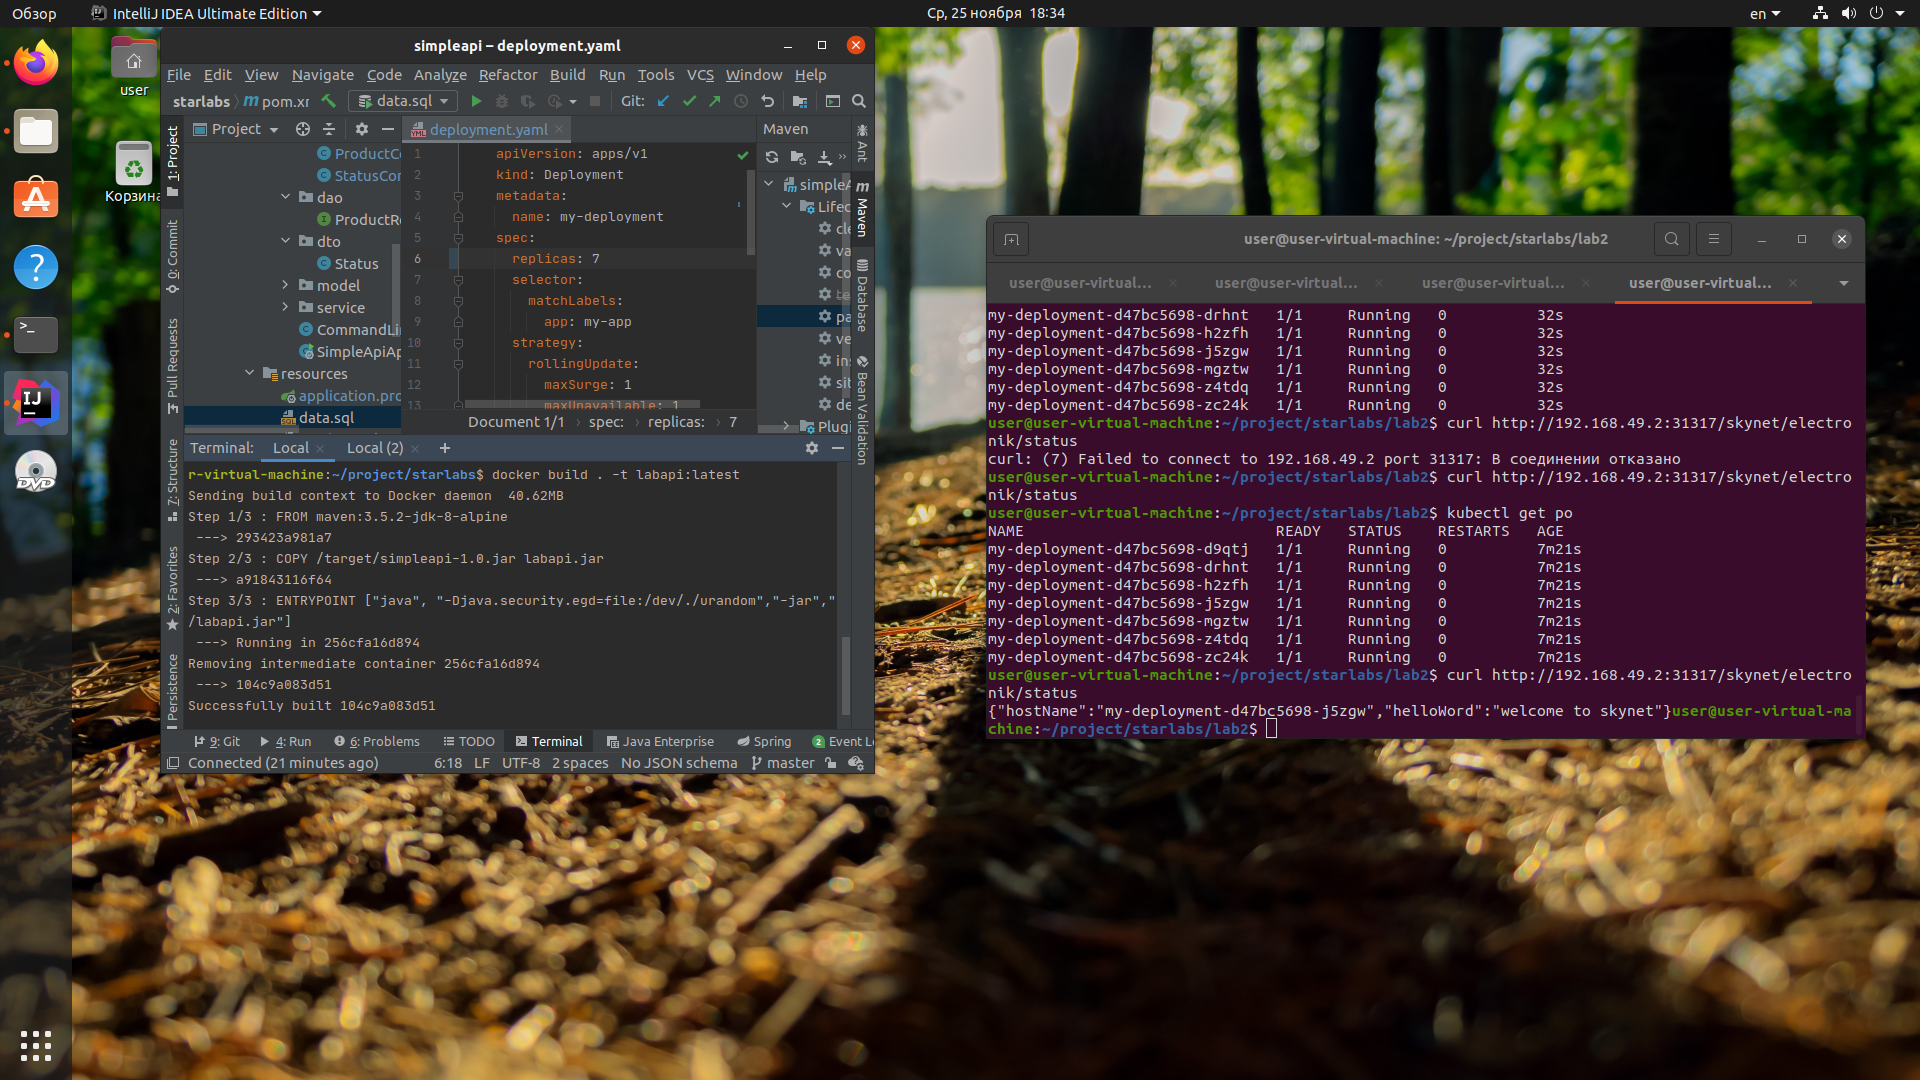 Обзор
IntelliJ IDEA Ultimate Edition
Ср, 25 ноября 18:34
en
user
Корзина
simpleapi – deployment.yaml
File Edit View Navigate Code Analyze Refactor Build Run Tools VCS Window Help
starlabs
data.sql
Git:
1: Project
0: Commit
Pull Requests
7: Structure
2: Favorites
Persistence
Project
StatusCon
dao
dto
Status
model
service
resources
application.pro
data.sql
deployment.yaml
1 apiVersion: apps/v1
2 kind: Deployment
3 metadata:
4 name: my-deployment
5 spec:
6 replicas: 7
7 selector:
8 matchLabels:
9 app: my-app
10 strategy:
11 rollingUpdate:
12 maxSurge: 1
13 maxUnavailable: 1
Document 1/1 › spec: › replicas: › 7
Maven
simpleA
Lifec
cle
va
co
te
pa
ve
ins
sit
de
Plugi
Ant
Maven
Database
Bean Validation
Terminal: Local Local (2)
r-virtual-machine:~/project/starlabs$ docker build . -t labapi:latest
Sending build context to Docker daemon  40.62MB
Step 1/3 : FROM maven:3.5.2-jdk-8-alpine
 ---> 293423a981a7
Step 2/3 : COPY /target/simpleapi-1.0.jar labapi.jar
 ---> a91843116f64
Step 3/3 : ENTRYPOINT ["java", "-Djava.security.egd=file:/dev/./urandom","-jar","
/labapi.jar"]
 ---> Running in 256cfa16d894
Removing intermediate container 256cfa16d894
 ---> 104c9a083d51
Successfully built 104c9a083d51
9: Git 4: Run 6: Problems TODO Terminal Java Enterprise Spring 2 Event
Connected (21 minutes ago) 6:18 LF UTF-8 2 spaces No JSON schema master
user@user-virtual-machine: ~/project/starlabs/lab2
user@user-virtual... user@user-virtual... user@user-virtual... user@user-virtual...
my-deployment-d47bc5698-drhnt   1/1     Running   0          32s
my-deployment-d47bc5698-h2zfh   1/1     Running   0          32s
my-deployment-d47bc5698-j5zgw   1/1     Running   0          32s
my-deployment-d47bc5698-mgztw   1/1     Running   0          32s
my-deployment-d47bc5698-z4tdq   1/1     Running   0          32s
my-deployment-d47bc5698-zc24k   1/1     Running   0          32s
user@user-virtual-machine:~/project/starlabs/lab2$ curl http://192.168.49.2:31317/skynet/electro
nik/status
curl: (7) Failed to connect to 192.168.49.2 port 31317: В соединении отказано
user@user-virtual-machine:~/project/starlabs/lab2$ curl http://192.168.49.2:31317/skynet/electro
nik/status
user@user-virtual-machine:~/project/starlabs/lab2$ kubectl get po
NAME                            READY   STATUS    RESTARTS   AGE
my-deployment-d47bc5698-d9qtj   1/1     Running   0          7m21s
my-deployment-d47bc5698-drhnt   1/1     Running   0          7m21s
my-deployment-d47bc5698-h2zfh   1/1     Running   0          7m21s
my-deployment-d47bc5698-j5zgw   1/1     Running   0          7m21s
my-deployment-d47bc5698-mgztw   1/1     Running   0          7m21s
my-deployment-d47bc5698-z4tdq   1/1     Running   0          7m21s
my-deployment-d47bc5698-zc24k   1/1     Running   0          7m21s
user@user-virtual-machine:~/project/starlabs/lab2$ curl http://192.168.49.2:31317/skynet/electro
nik/status
{"hostName":"my-deployment-d47bc5698-j5zgw","helloWord":"welcome to skynet"}user@user-virtual-ma
chine:~/project/starlabs/lab2$